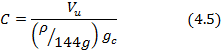 C = V_u / ((ρ/144g) g_c) (4.5)